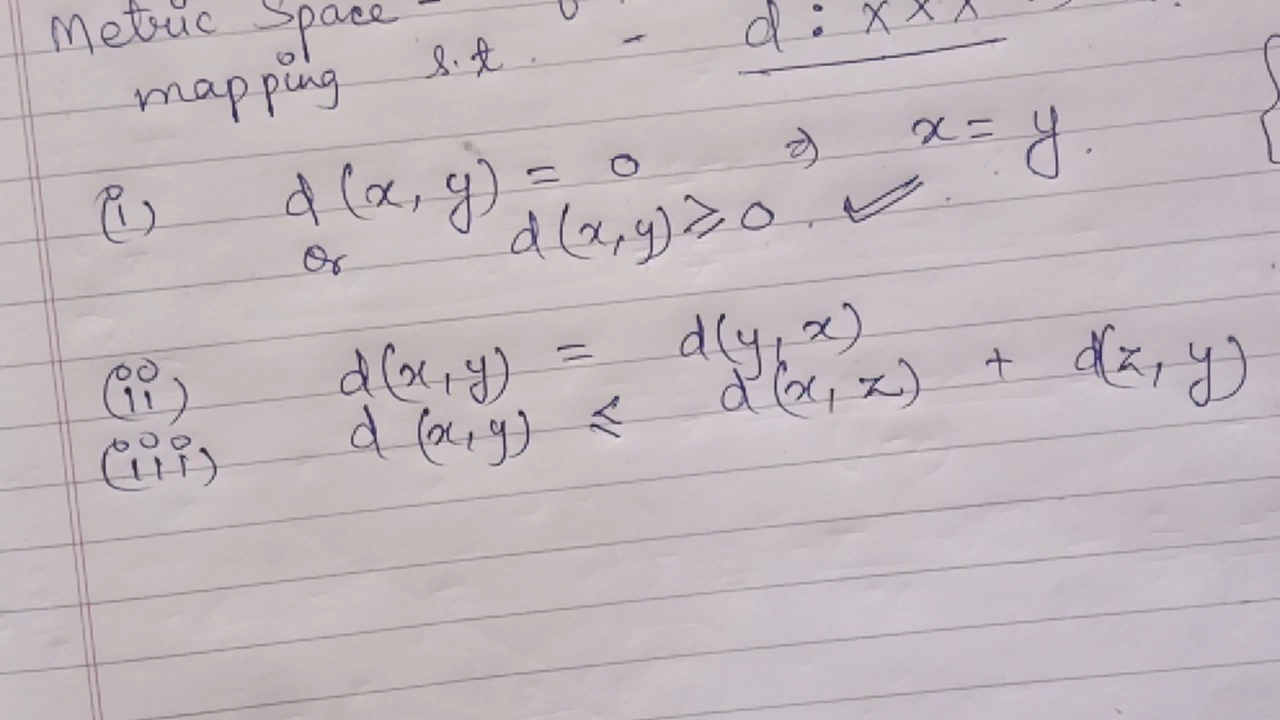 Metric Space -
mapping s.t. - d : X × X
(i) d(x, y) = 0 ⇒ x = y.
or d(x,y) ≥ 0. ✓
(ii) d(x,y) = d(y,x)
(iii) d(x,y) ≤ d(x,z) + d(z,y)